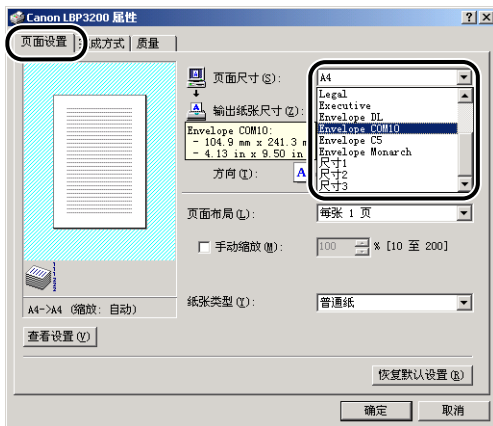 Canon LBP3200 属性
页面设置 成方式 质量
页面尺寸(S):
A4
Legal
Executive
Envelope DL
Envelope COM10
Envelope C5
Envelope Monarch
尺寸1
尺寸2
尺寸3
输出纸张尺寸(Z):
Envelope COM10:
- 104.9 mm x 241.3 m
- 4.13 in x 9.50 in
方向(T):
A
页面布局(L):
每张 1 页
手动缩放(M):
100 % [10 至 200]
A4->A4 (缩放: 自动)
纸张类型(Y):
普通纸
查看设置(V)
恢复默认设置(R)
确定 取消